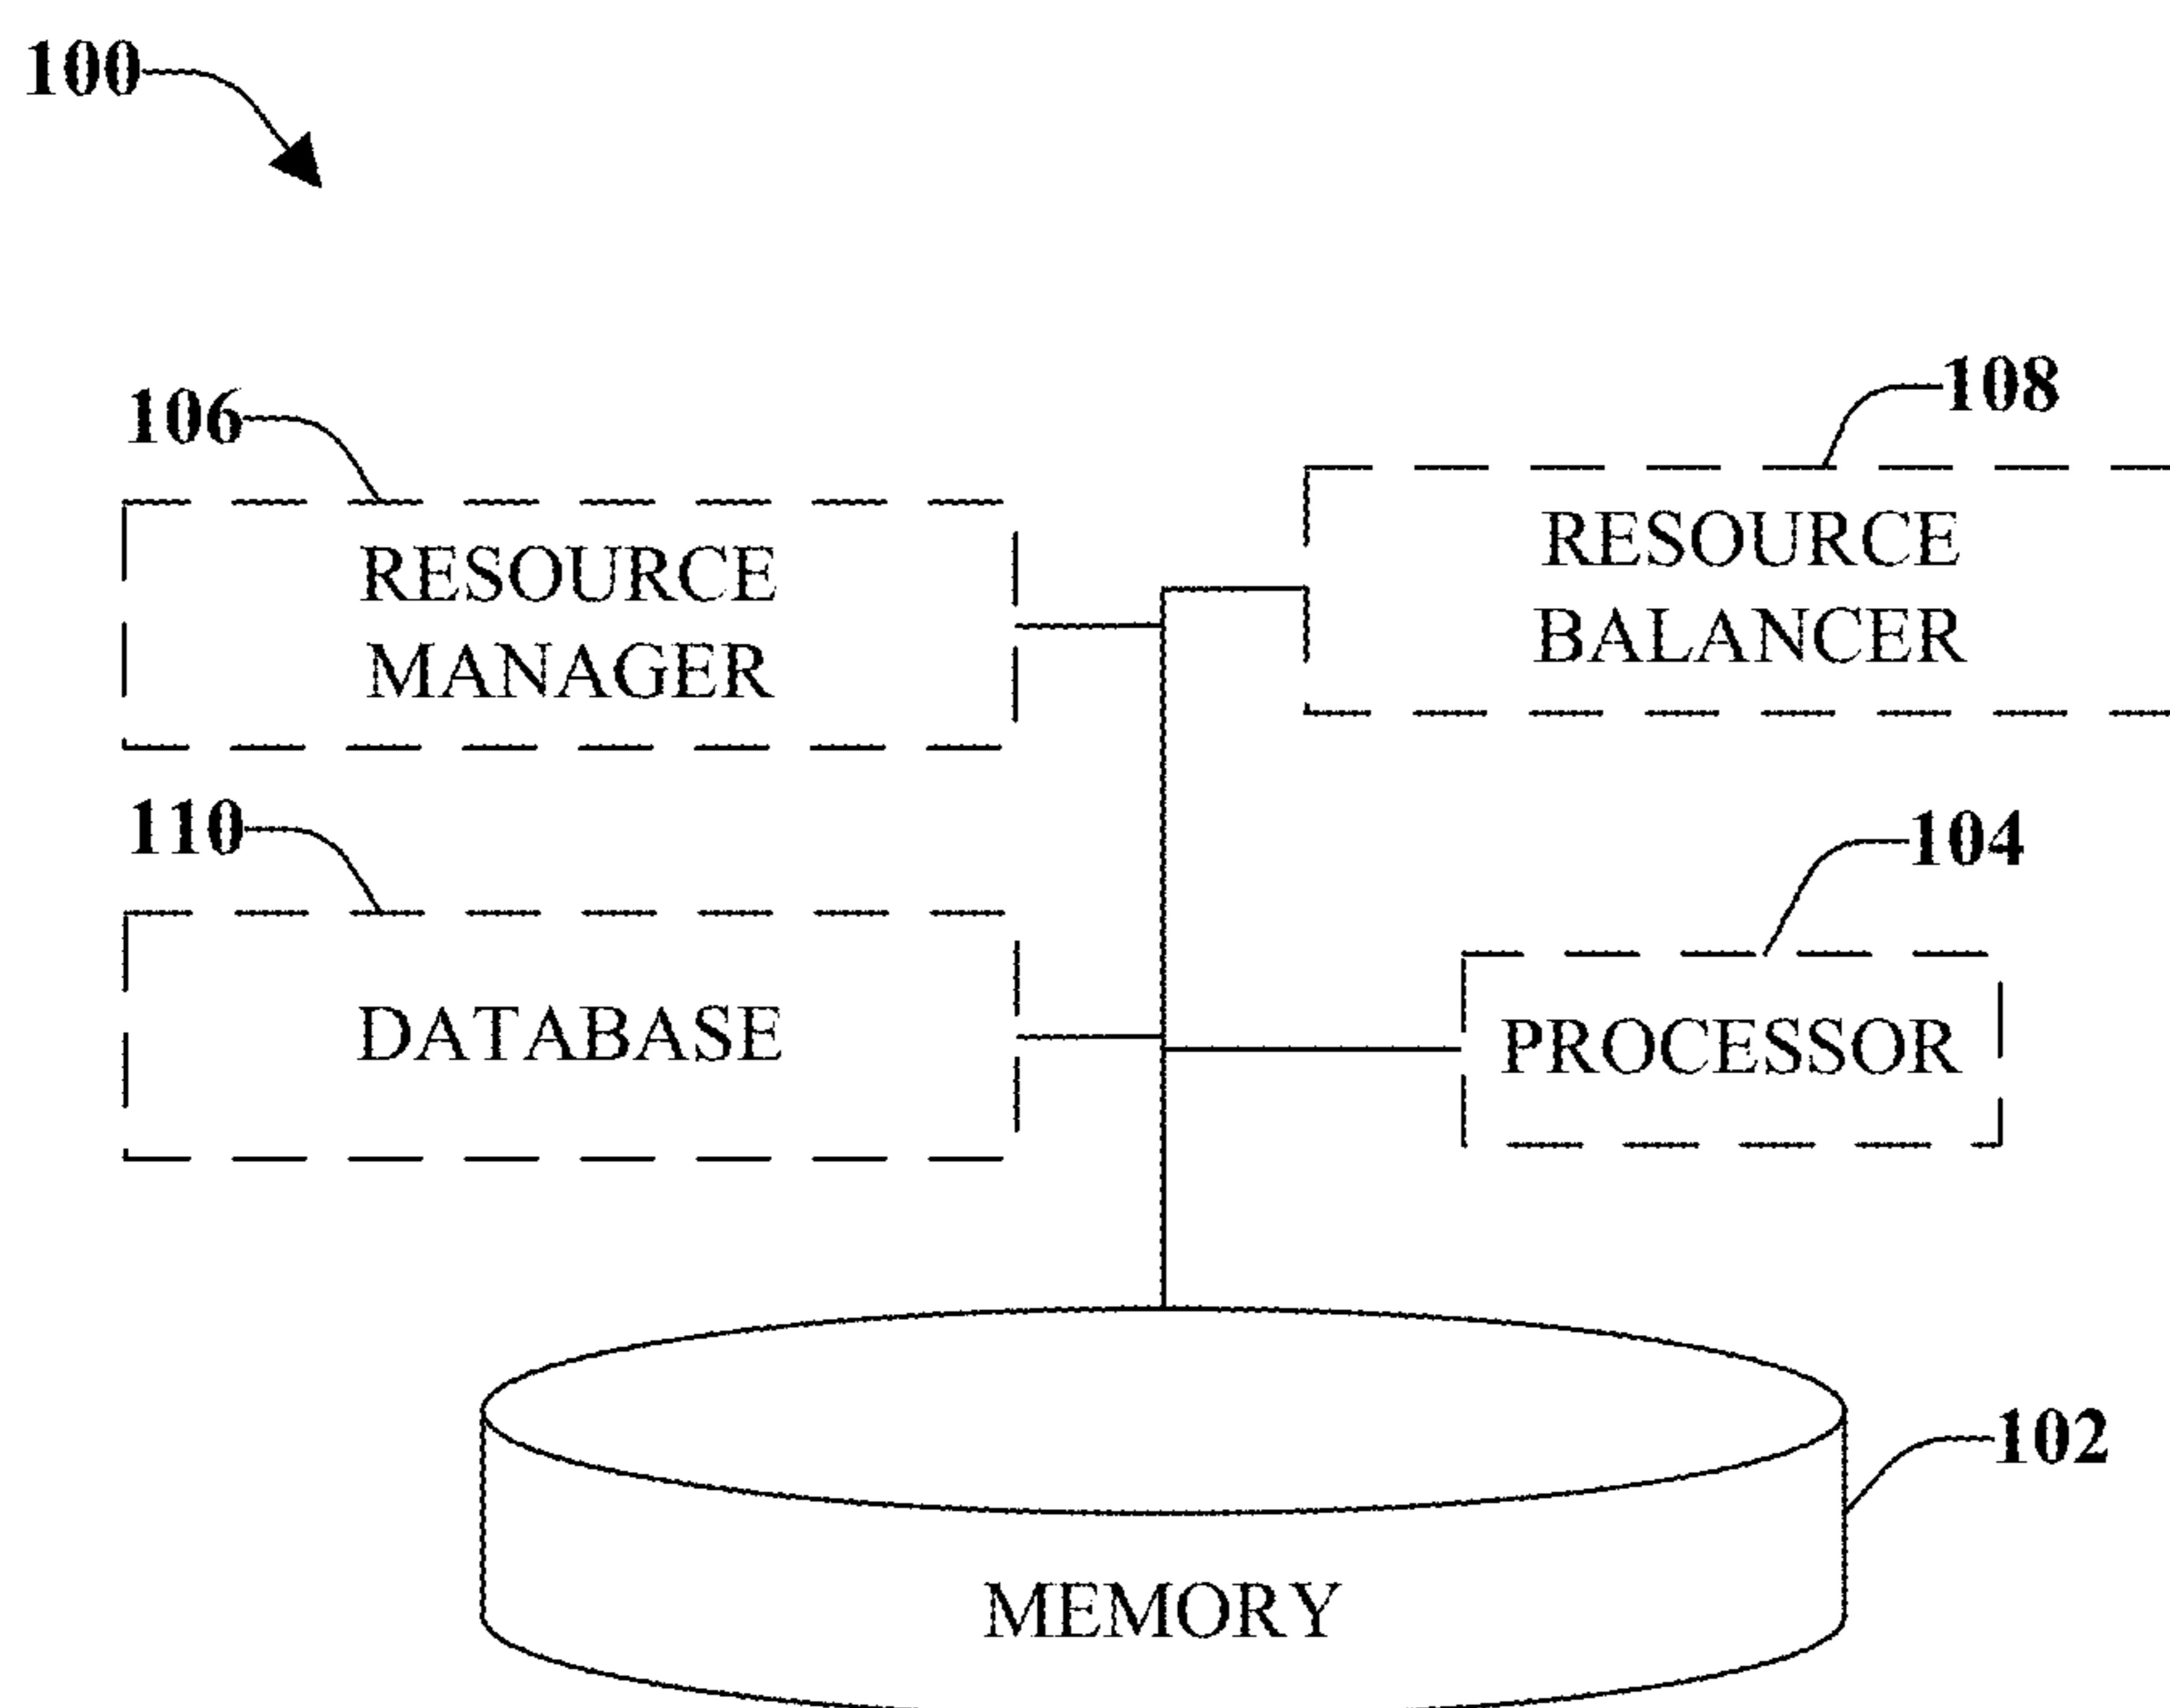 100
106
108
RESOURCE
MANAGER
RESOURCE
BALANCER
110
104
DATABASE
PROCESSOR
102
MEMORY